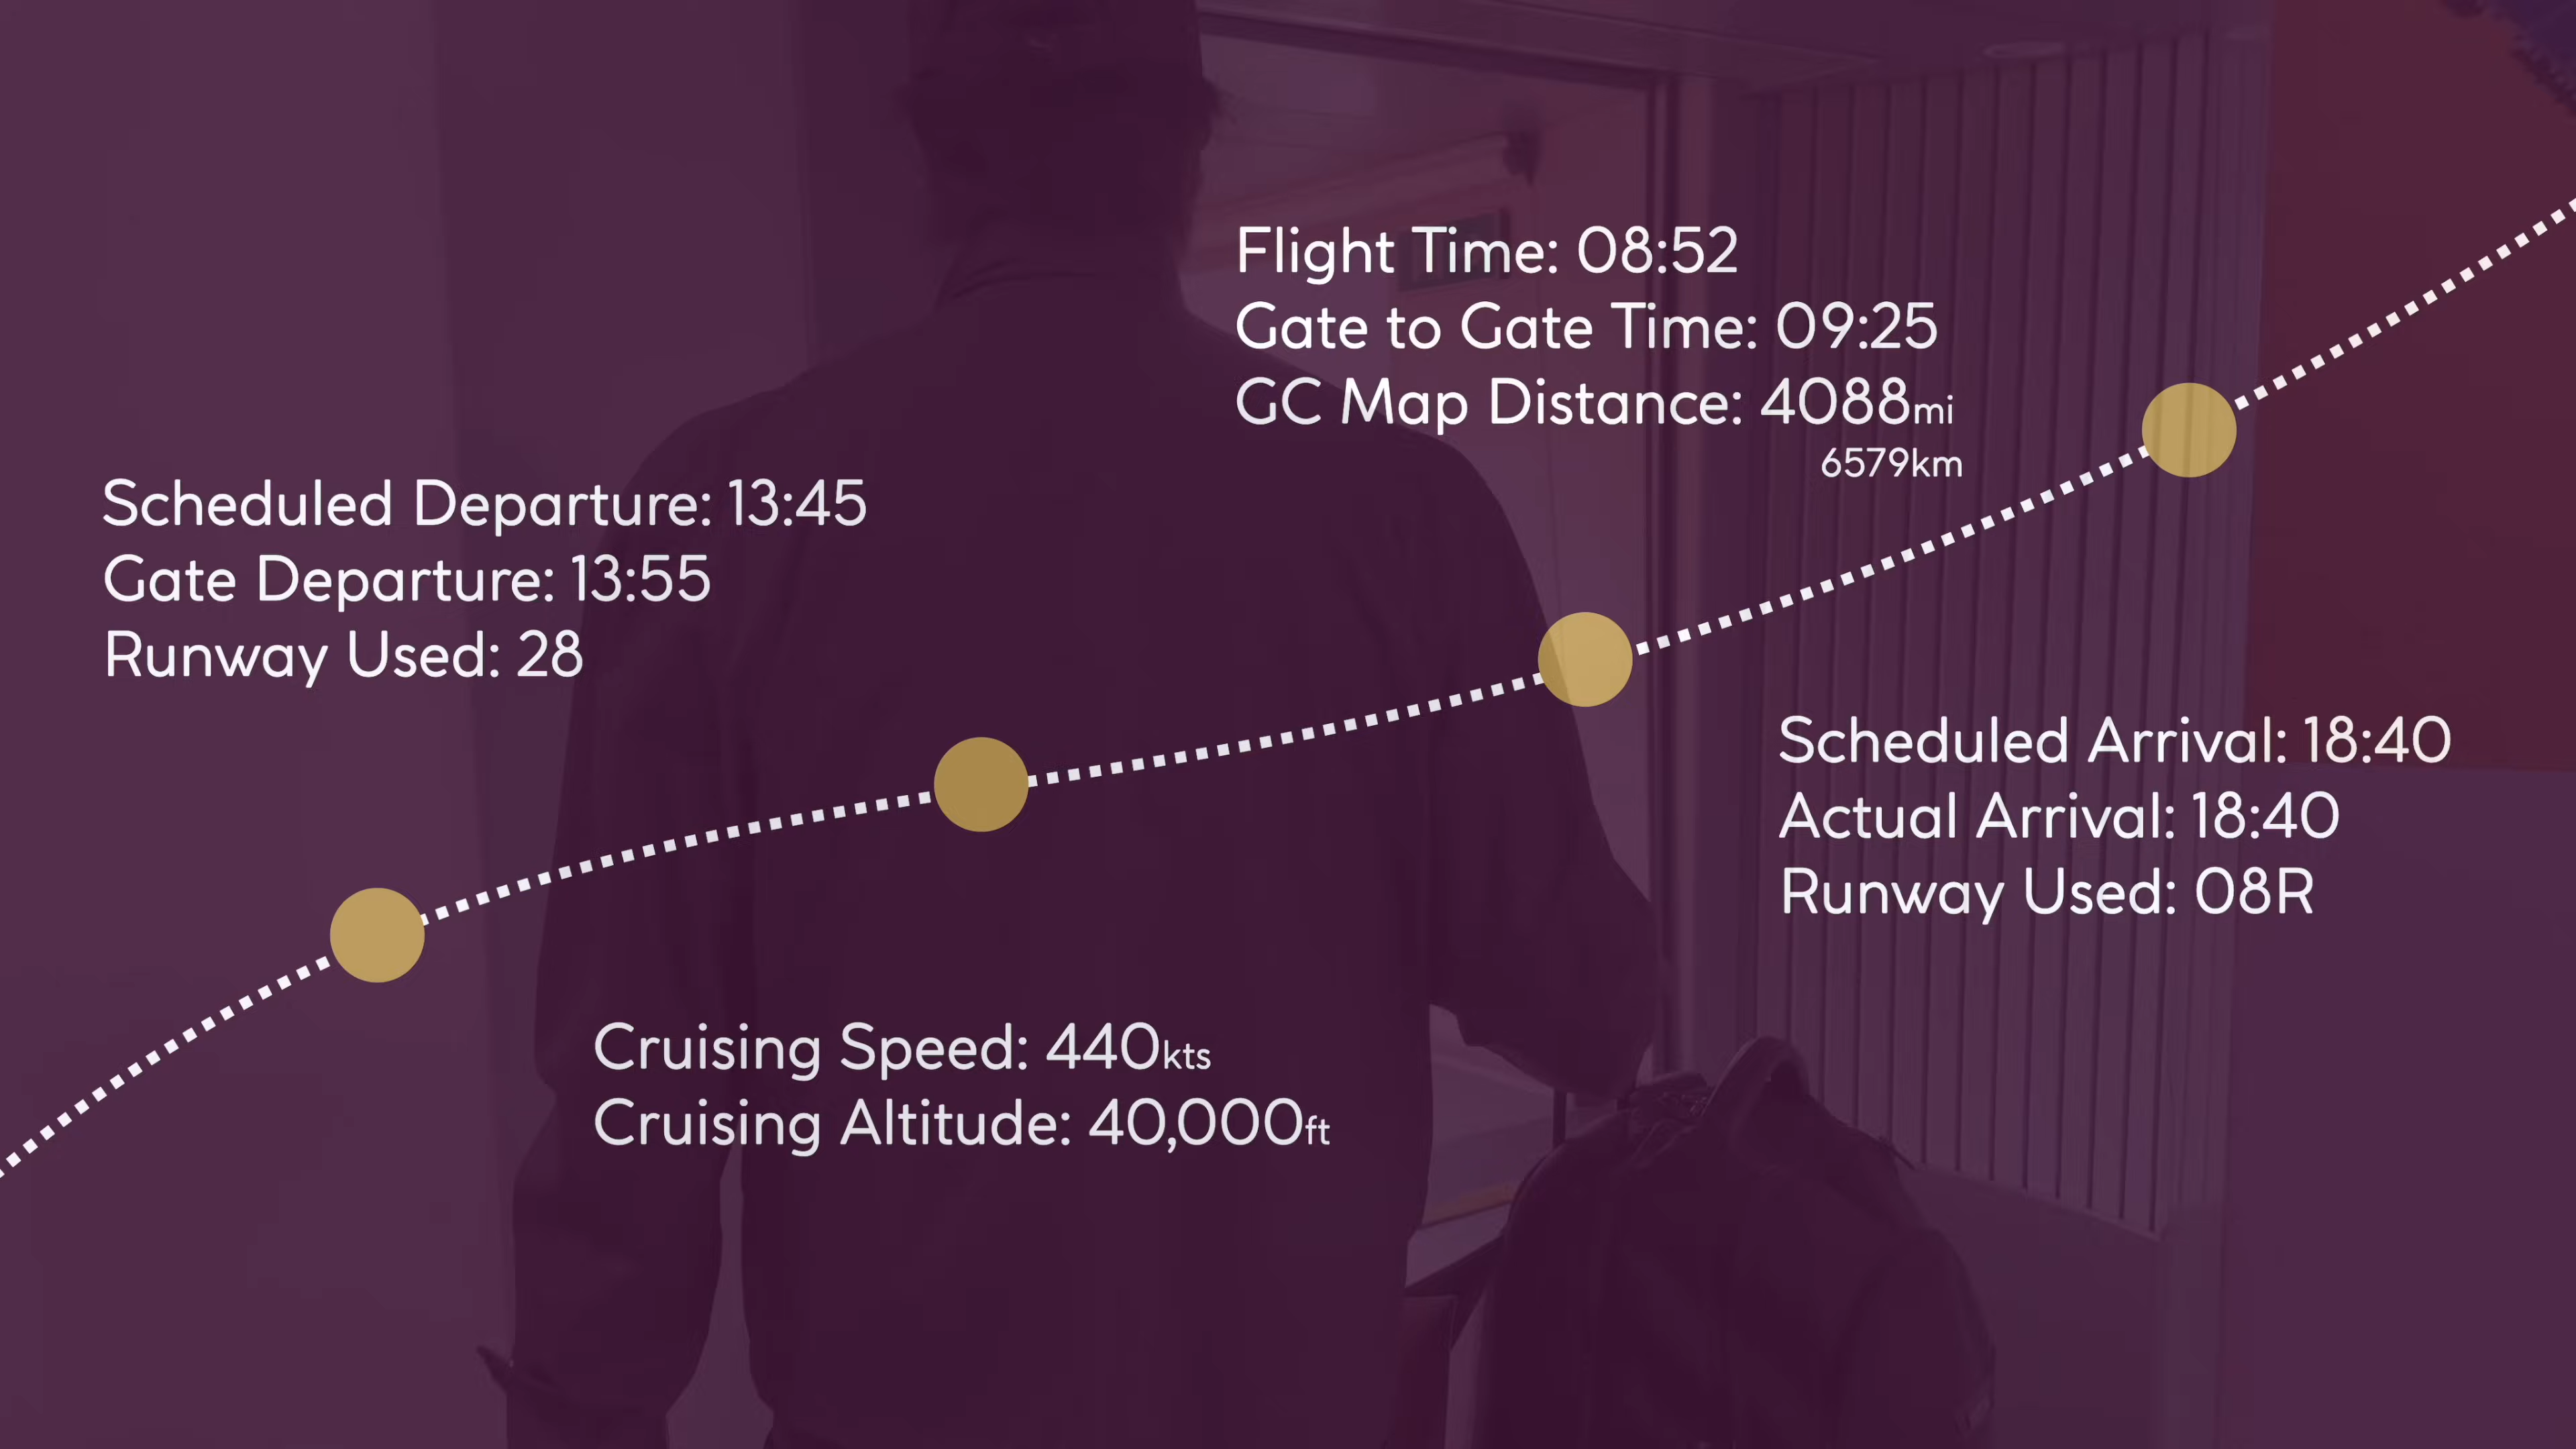 Scheduled Departure: 13:45
Gate Departure: 13:55
Runway Used: 28
Cruising Speed: 440kts
Cruising Altitude: 40,000ft
Flight Time: 08:52
Gate to Gate Time: 09:25
GC Map Distance: 4088mi
6579km
Scheduled Arrival: 18:40
Actual Arrival: 18:40
Runway Used: 08R